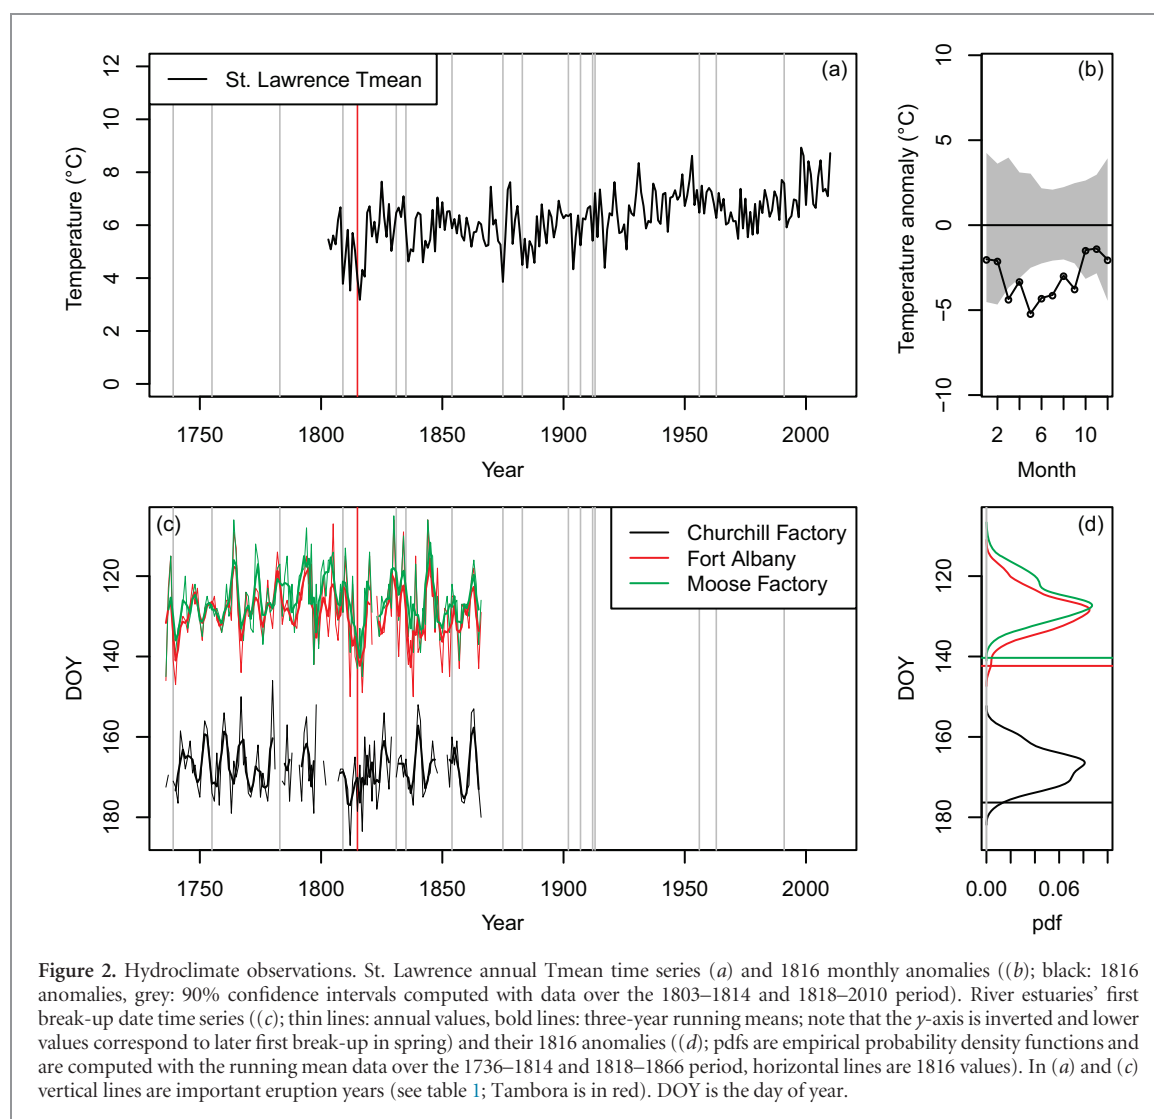 St. Lawrence Tmean
(a)
Temperature (°C)
0
2
4
6
8
10
12
1750
1800
1850
1900
1950
2000
Year
(b)
Temperature anomaly (°C)
−10
−5
0
5
10
2
6
10
Month
(c)
Churchill Factory
Fort Albany
Moose Factory
DOY
120
140
160
180
1750
1800
1850
1900
1950
2000
Year
(d)
DOY
120
140
160
180
0.00
0.06
pdf
Figure 2. Hydroclimate observations. St. Lawrence annual Tmean time series (a) and 1816 monthly anomalies ((b); black: 1816
anomalies, grey: 90% confidence intervals computed with data over the 1803–1814 and 1818–2010 period). River estuaries' first
break-up date time series ((c); thin lines: annual values, bold lines: three-year running means; note that the y-axis is inverted and lower
values correspond to later first break-up in spring) and their 1816 anomalies ((d); pdfs are empirical probability density functions and
are computed with the running mean data over the 1736–1814 and 1818–1866 period, horizontal lines are 1816 values). In (a) and (c)
vertical lines are important eruption years (see table 1; Tambora is in red). DOY is the day of year.